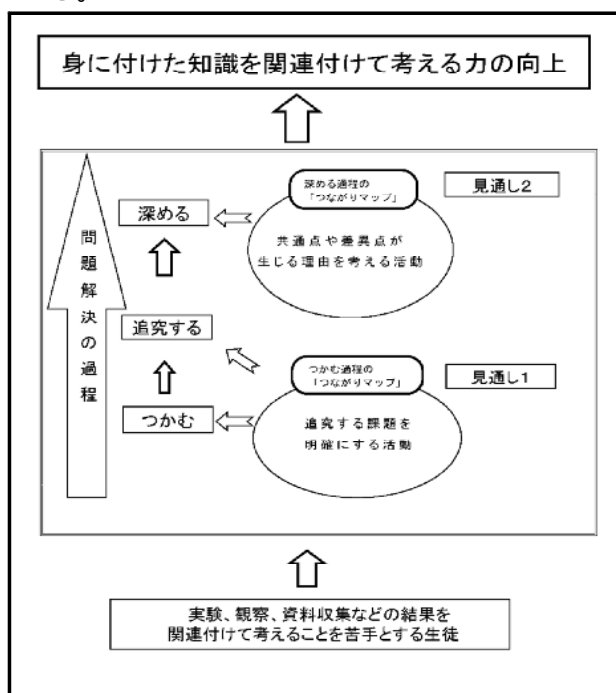 身に付けた知識を関連付けて考える力の向上
問題解決の過程
深める
深める過程の
「つながりマップ」
見通し2
共通点や差異点が
生じる理由を考える活動
追究する
つかむ過程の
「つながりマップ」
見通し1
つかむ
追究する課題を
明確にする活動
実験、観察、資料収集などの結果を
関連付けて考えることを苦手とする生徒